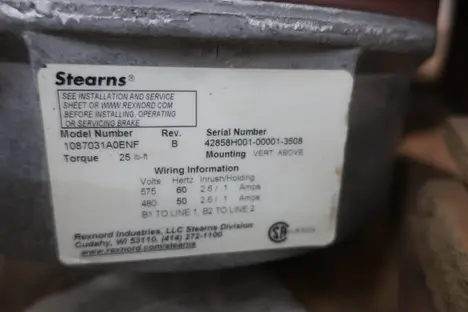 Stearns®
SEE INSTALLATION AND SERVICE
SHEET OR WWW.REXNORD.COM
BEFORE INSTALLING, OPERATING
OR SERVICING BRAKE.
Model Number Rev. Serial Number
1087031A0ENF B 42858H001-00001-3508
Torque 25 lb-ft Mounting VERT. ABOVE
Wiring Information
Volts Hertz Inrush/Holding
575 60 2.6 / .1 Amps
480 50 2.6 / .1 Amps
B1 TO LINE 1, B2 TO LINE 2
Rexnord Industries, LLC Stearns Division
Cudahy, WI 53110, (414) 272-1100
www.rexnord.com/stearns